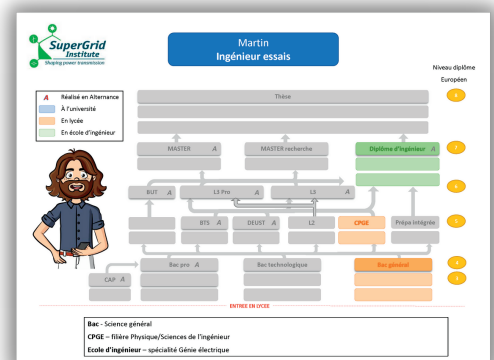 SuperGrid
Institute
Shaping power transmission
Martin
Ingénieur essais
Niveau diplôme
Européen
A Réalisé en Alternance
À l'université
En lycée
En école d'ingénieur
Thèse
8
MASTER A
MASTER recherche
Diplôme d'ingénieur A
7
BUT A
L3 Pro A
L3 A
6
BTS A
DEUST A
L2
CPGE
Prépa intégrée
5
Bac pro A
Bac technologique
Bac général
4
CAP A
3
ENTREE EN LYCEE
Bac - Science général
CPGE – filière Physique/Sciences de l'ingénieur
Ecole d'ingénieur – spécialité Génie électrique